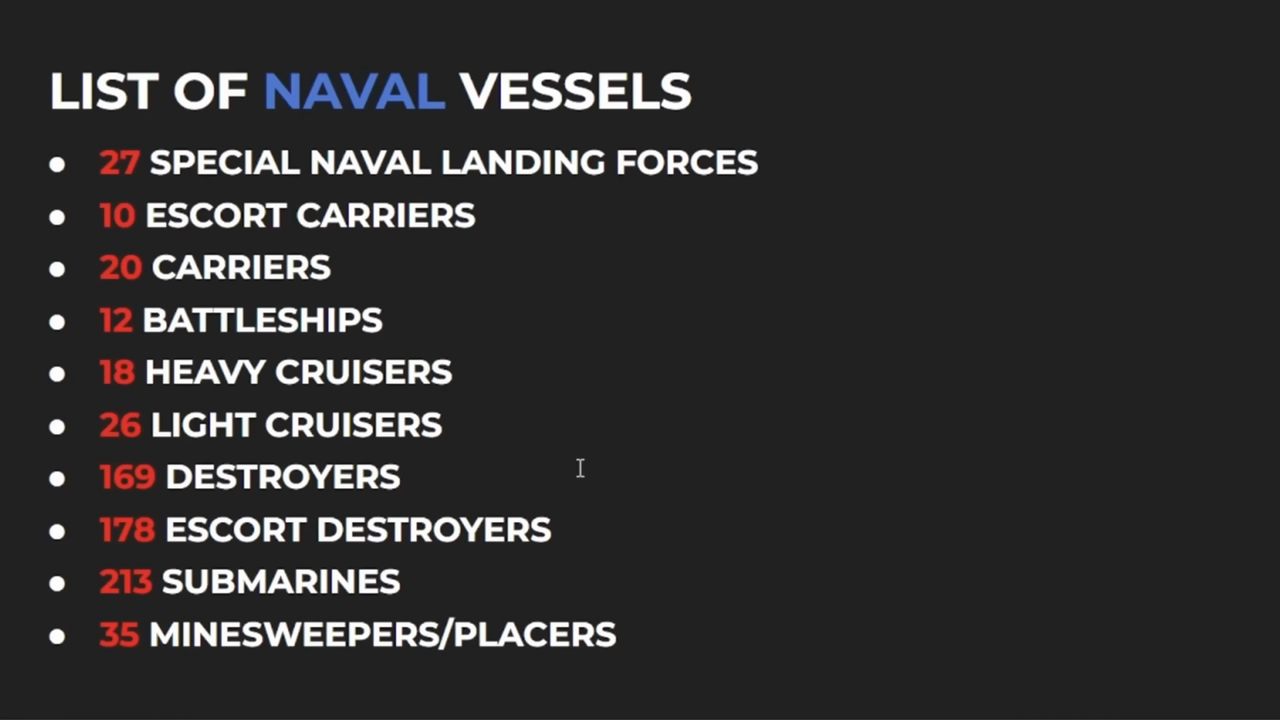 LIST OF NAVAL VESSELS
● 27 SPECIAL NAVAL LANDING FORCES
● 10 ESCORT CARRIERS
● 20 CARRIERS
● 12 BATTLESHIPS
● 18 HEAVY CRUISERS
● 26 LIGHT CRUISERS
● 169 DESTROYERS
● 178 ESCORT DESTROYERS
● 213 SUBMARINES
● 35 MINESWEEPERS/PLACERS